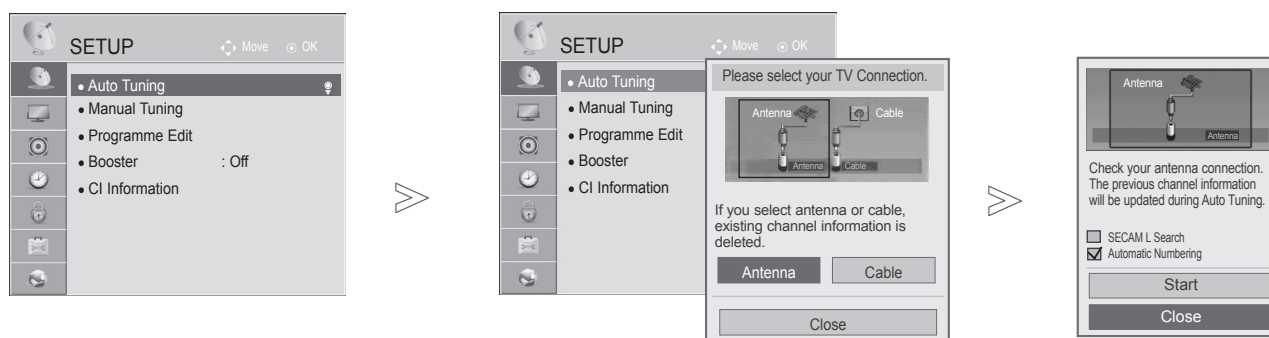 SETUP
Move OK
• Auto Tuning
• Manual Tuning
• Programme Edit
• Booster : Off
• CI Information
>
SETUP
Move OK
• Auto Tuning
• Manual Tuning
• Programme Edit
• Booster
• CI Information
Please select your TV Connection.
Antenna Cable
Antenna Cable
If you select antenna or cable,
existing channel information is
deleted.
Antenna Cable
Close
>
Antenna
Antenna
Check your antenna connection.
The previous channel information
will be updated during Auto Tuning.
SECAM L Search
Automatic Numbering
Start
Close